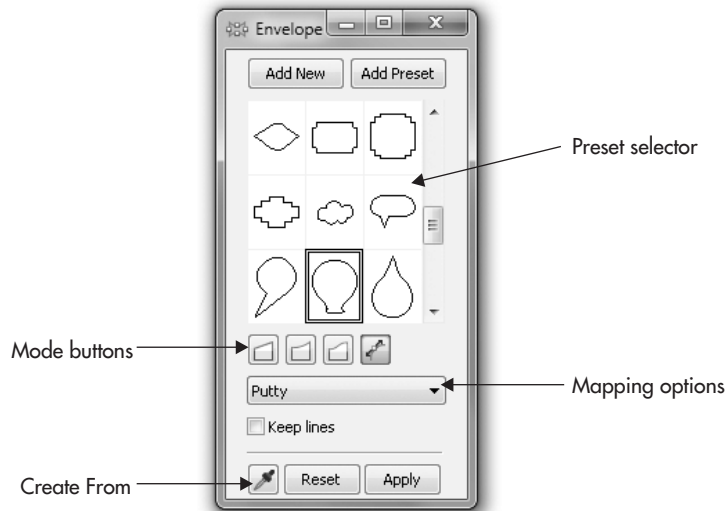 Envelope
Add New
Add Preset
Preset selector
Mode buttons
Putty
Mapping options
Keep lines
Create From
Reset
Apply